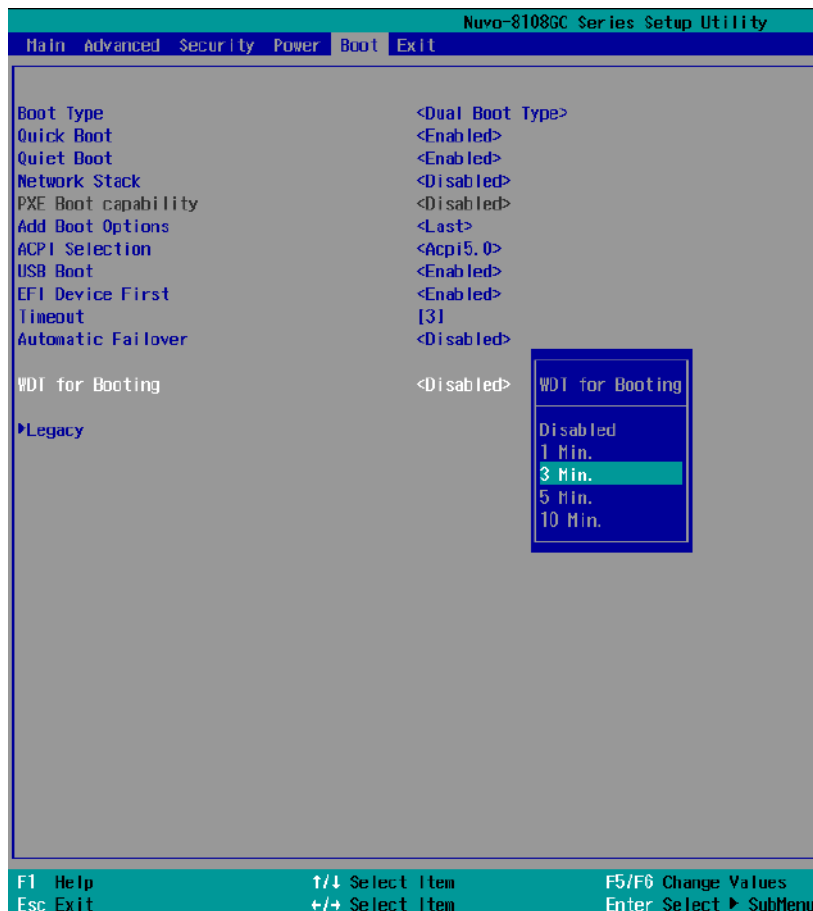 Nuvo-8108GC Series Setup Utility
Main Advanced Security Power Boot Exit
Boot Type <Dual Boot Type>
Quick Boot <Enabled>
Quiet Boot <Enabled>
Network Stack <Disabled>
PXE Boot capability <Disabled>
Add Boot Options <Last>
ACPI Selection <Acpi5.0>
USB Boot <Enabled>
EFI Device First <Enabled>
Timeout [3]
Automatic Failover <Disabled>
WDT for Booting <Disabled>
▶Legacy
WDT for Booting
Disabled
1 Min.
3 Min.
5 Min.
10 Min.
F1 Help ↑/↓ Select Item F5/F6 Change Values
Esc Exit ←/→ Select Item Enter Select ▶ SubMenu